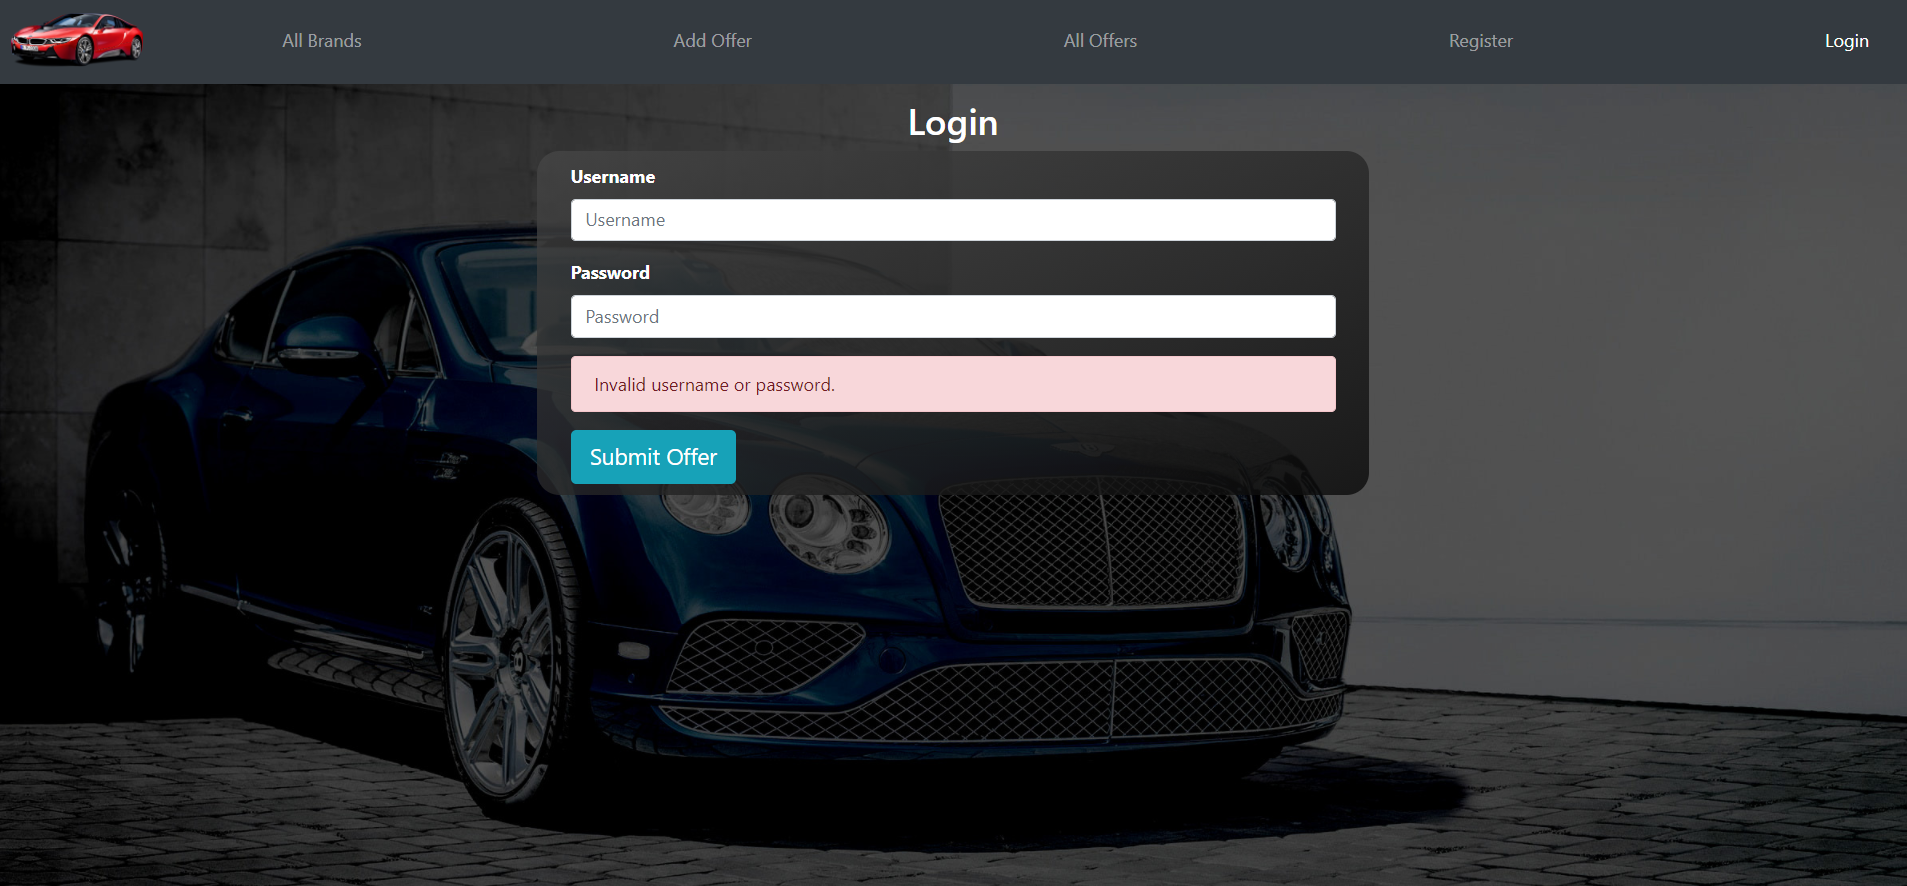 All Brands
Add Offer
All Offers
Register
Login
Login
Username
Username
Password
Password
Invalid username or password.
Submit Offer